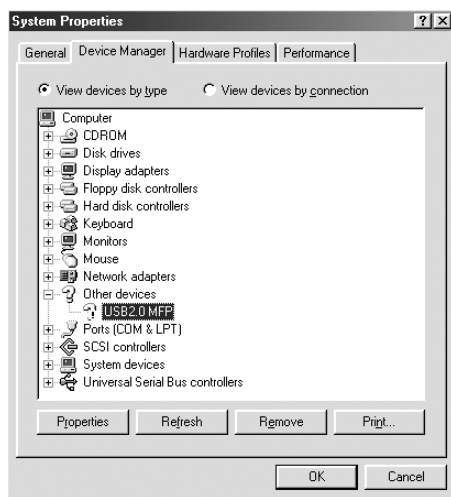 System Properties
General Device Manager Hardware Profiles Performance
View devices by type View devices by connection
Computer
CDROM
Disk drives
Display adapters
Floppy disk controllers
Hard disk controllers
Keyboard
Monitors
Mouse
Network adapters
Other devices
USB2.0 MFP
Ports (COM & LPT)
SCSI controllers
System devices
Universal Serial Bus controllers
Properties Refresh Remove Print...
OK Cancel